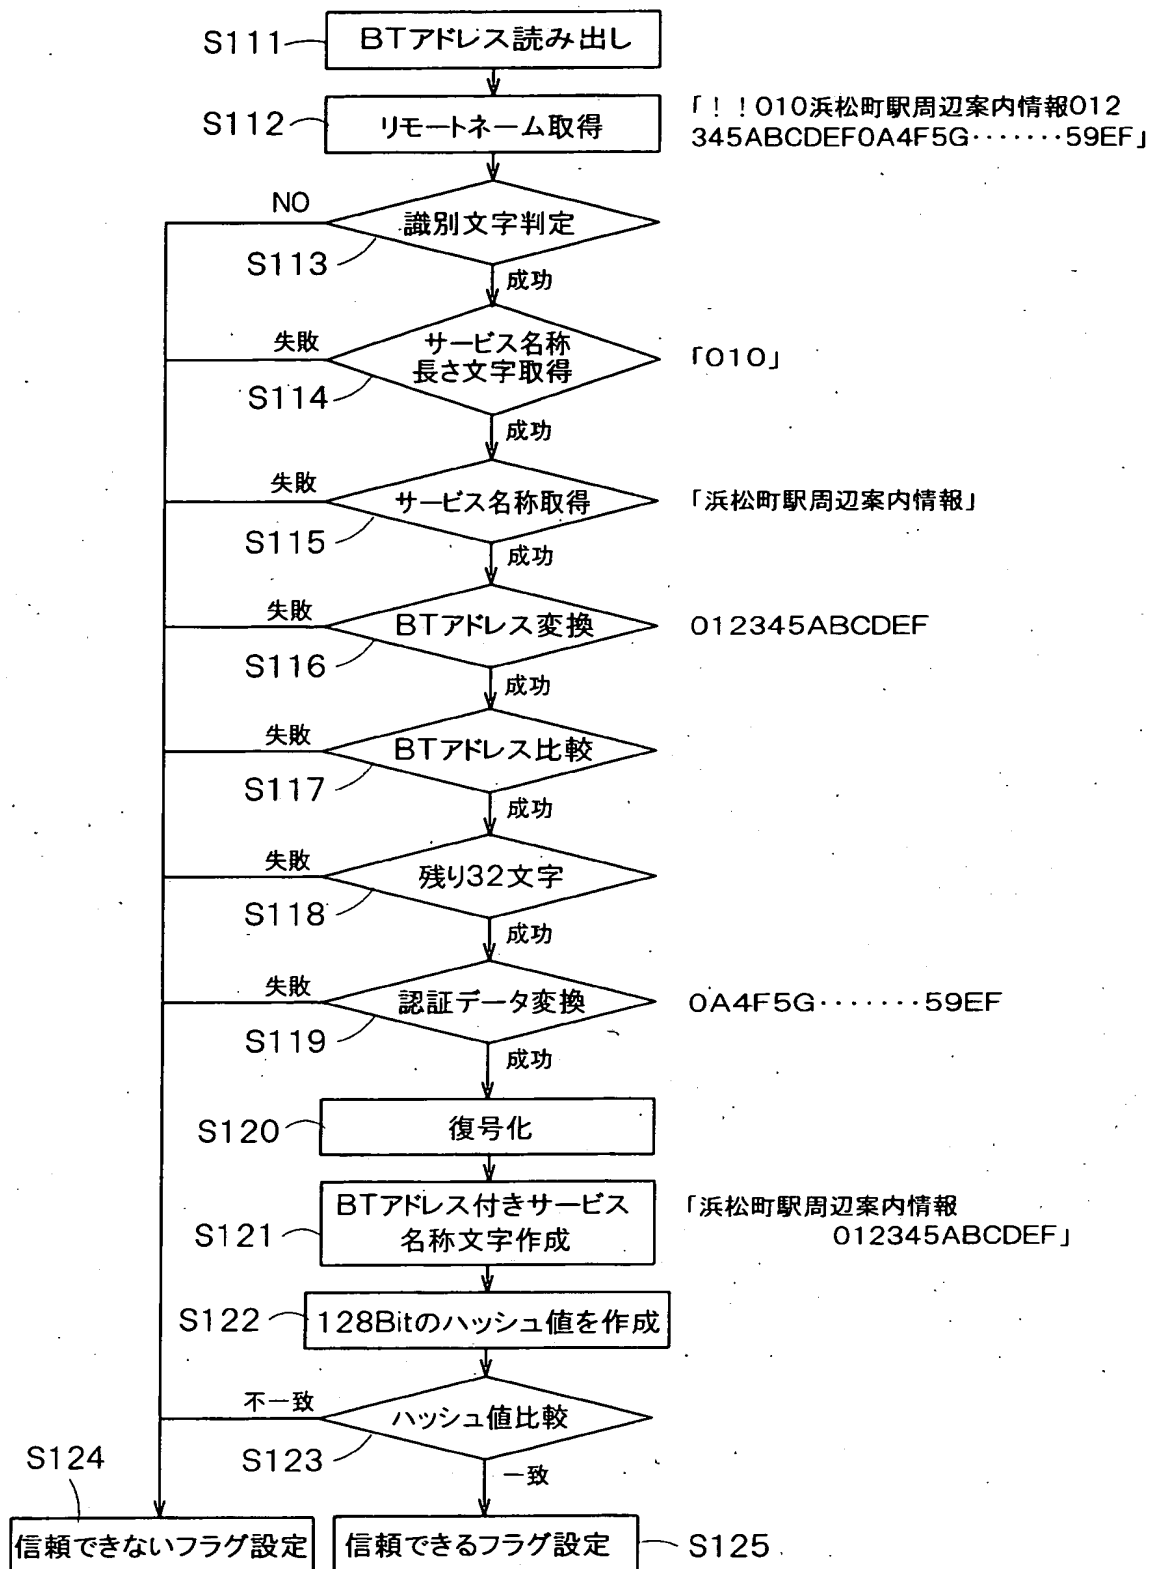 S111
BTアドレス読み出し
S112
リモートネーム取得
「！！010浜松町駅周辺案内情報012
345ABCDEF0A4F5G・・・・・・・59EF」
NO
識別文字判定
S113
成功
失敗
サービス名称
長さ文字取得
「010」
S114
成功
失敗
サービス名称取得
「浜松町駅周辺案内情報」
S115
成功
失敗
BTアドレス変換
012345ABCDEF
S116
成功
失敗
BTアドレス比較
S117
成功
失敗
残り32文字
S118
成功
失敗
認証データ変換
0A4F5G・・・・・・・59EF
S119
成功
S120
復号化
S121
BTアドレス付きサービス
名称文字作成
「浜松町駅周辺案内情報
012345ABCDEF」
S122
128Bitのハッシュ値を作成
不一致
ハッシュ値比較
S123
一致
S124
信頼できないフラグ設定
信頼できるフラグ設定
S125